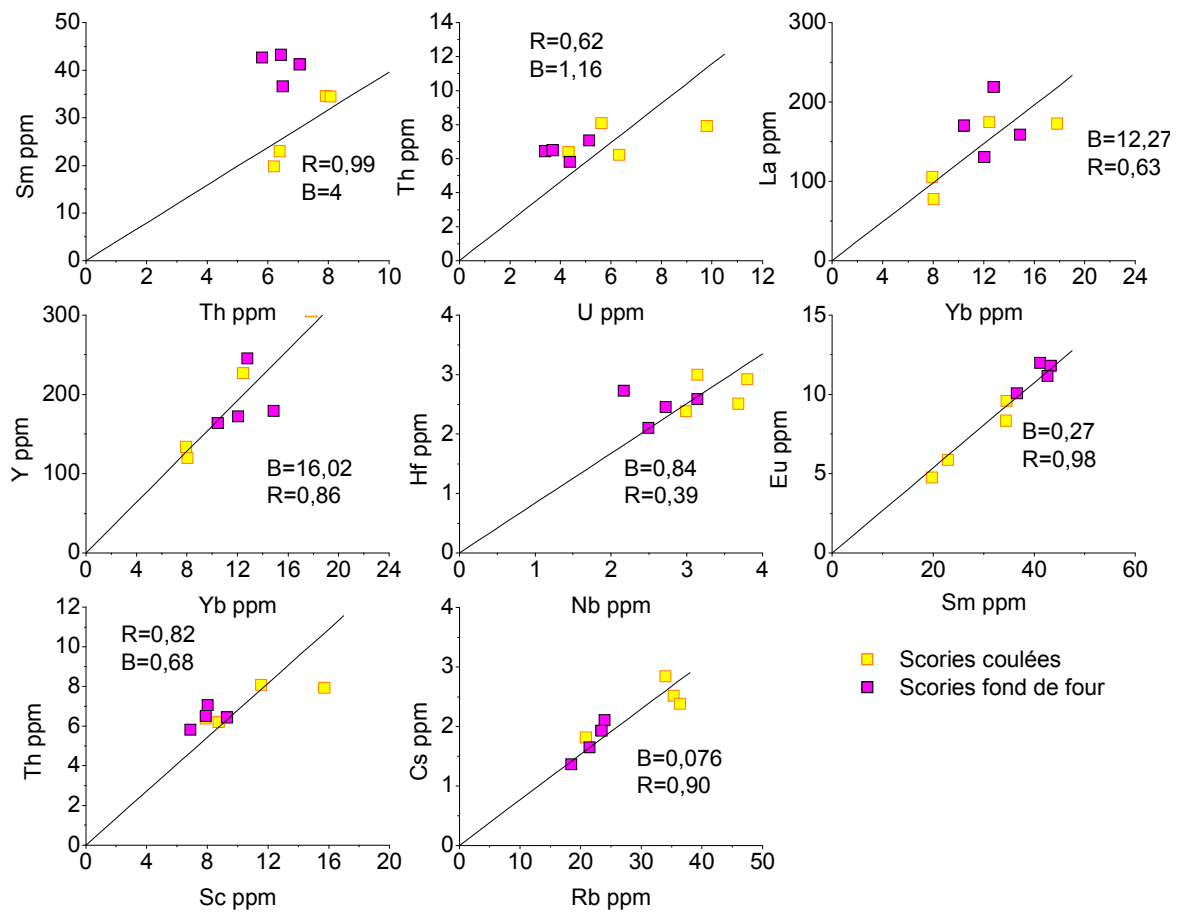 50
40
30
20
10
0
Sm ppm
R=0,99
B=4
0 2 4 6 8 10
Th ppm
14
12
10
8
6
4
2
0
Th ppm
R=0,62
B=1,16
0 2 4 6 8 10 12
U ppm
300
200
100
0
La ppm
B=12,27
R=0,63
0 4 8 12 16 20 24
Yb ppm
300
200
100
0
Y ppm
B=16,02
R=0,86
0 4 8 12 16 20 24
Yb ppm
4
3
2
1
0
Hf ppm
B=0,84
R=0,39
0 1 2 3 4
Nb ppm
15
10
5
0
Eu ppm
B=0,27
R=0,98
0 20 40 60
Sm ppm
12
10
8
6
4
2
0
Th ppm
R=0,82
B=0,68
0 4 8 12 16 20
Sc ppm
4
3
2
1
0
Cs ppm
B=0,076
R=0,90
0 10 20 30 40 50
Rb ppm
Scories coulées
Scories fond de four